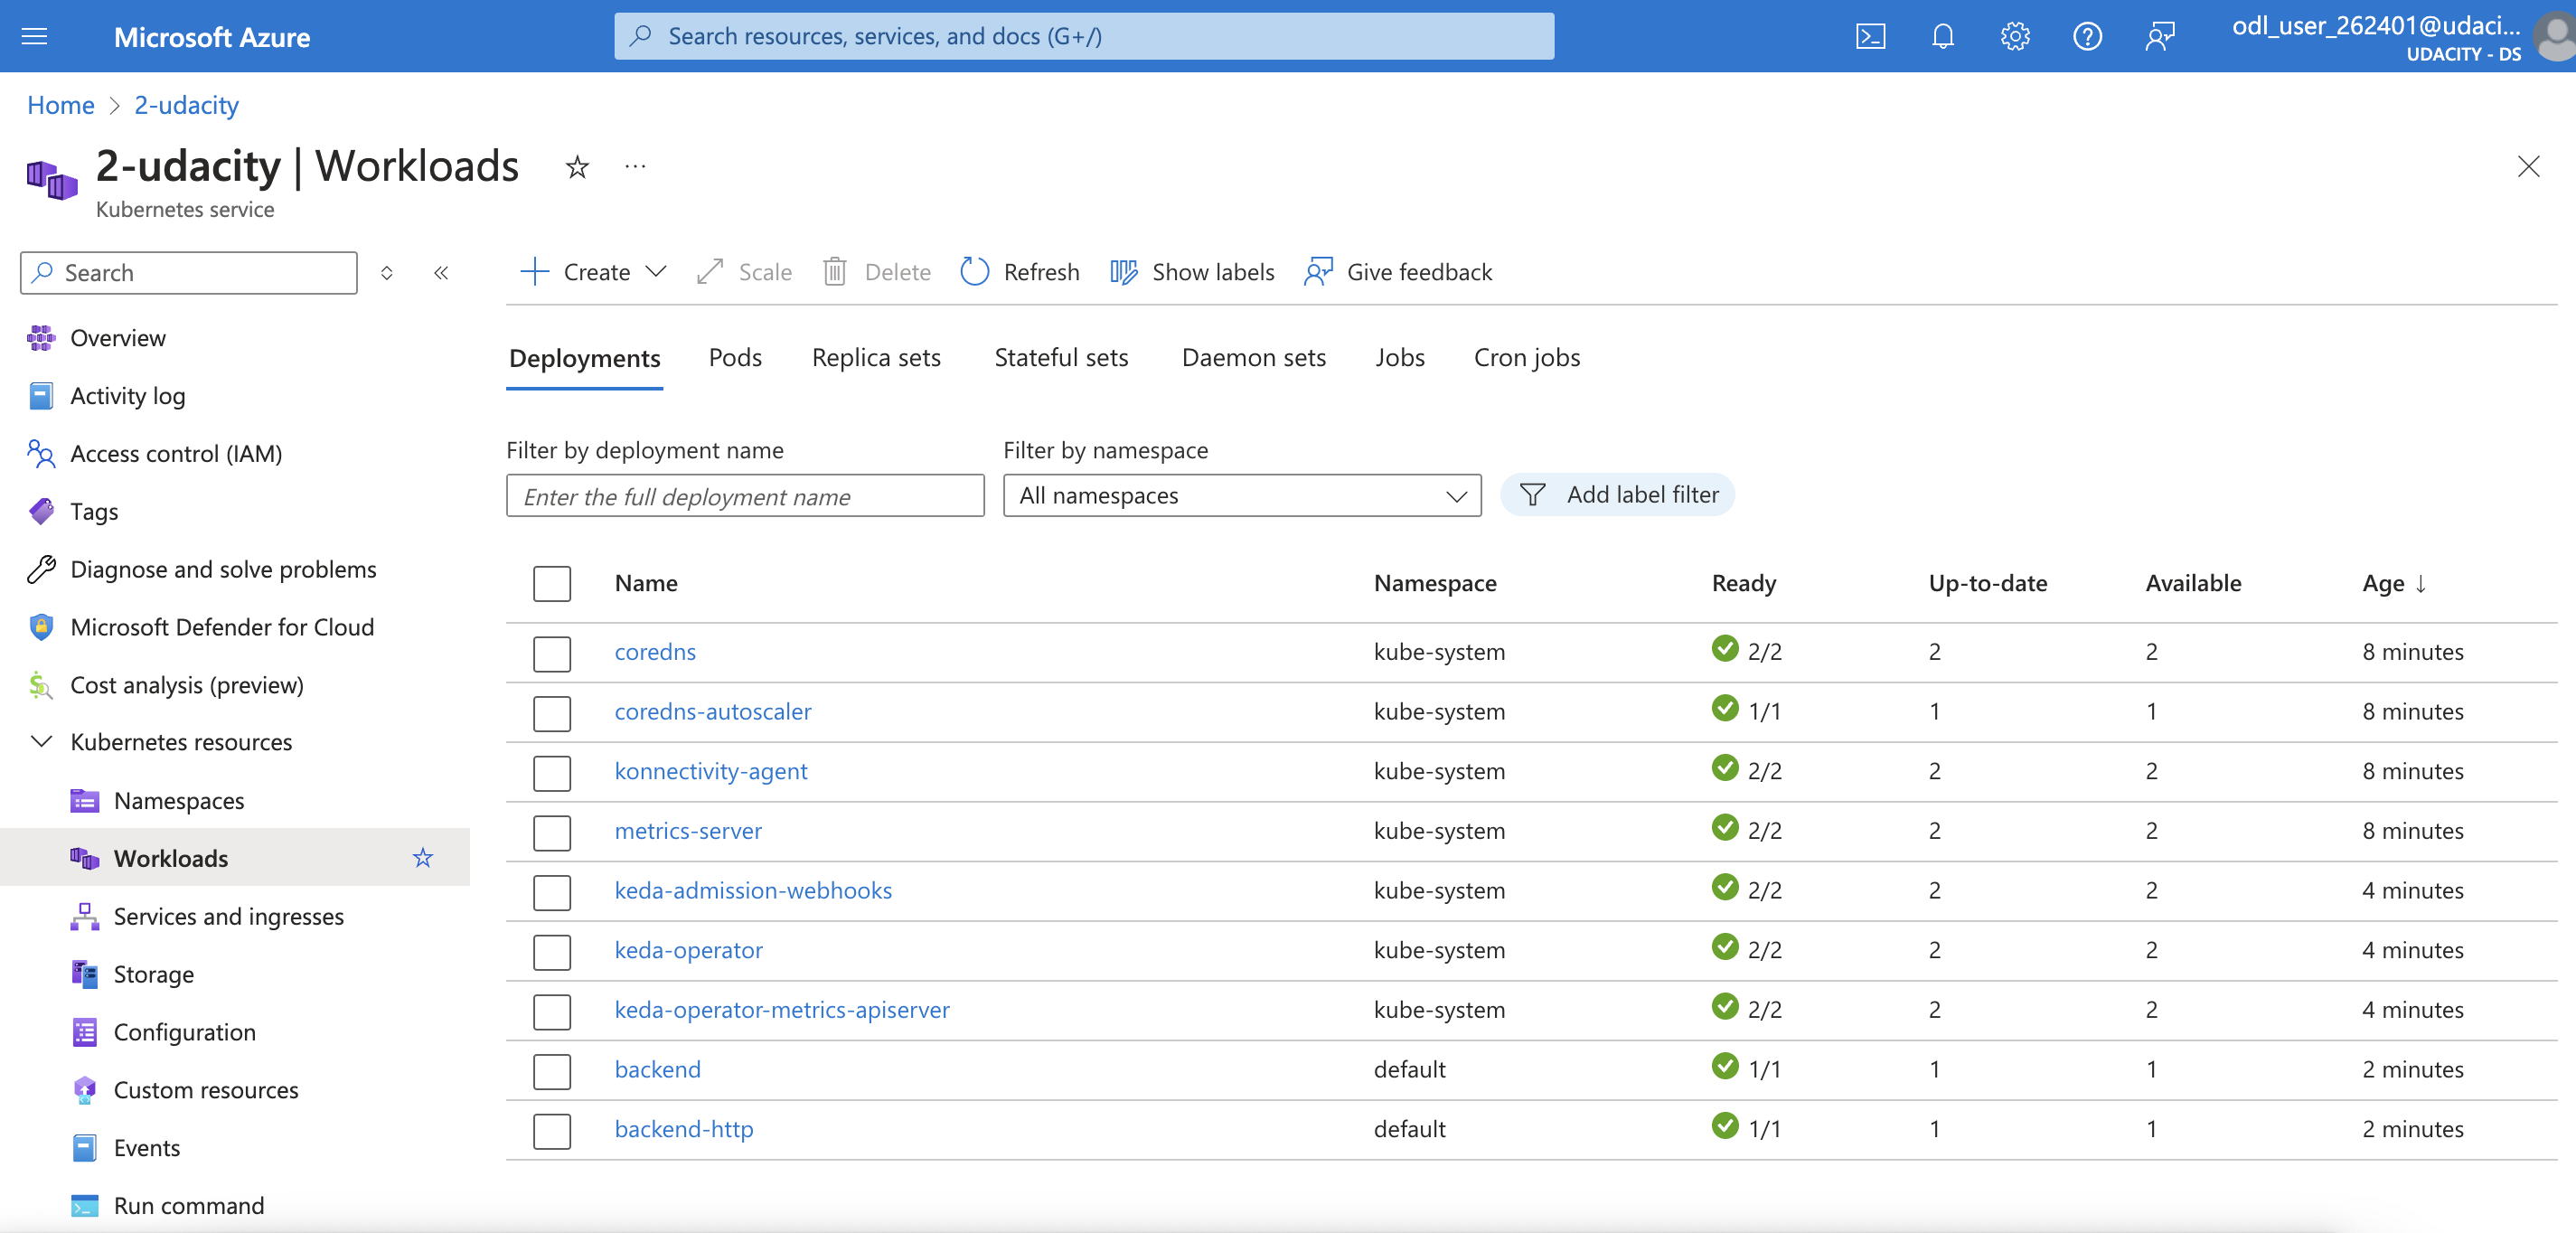 Microsoft Azure
Search resources, services, and docs (G+/)
odl_user_262401@udaci...
UDACITY - DS
Home > 2-udacity
2-udacity | Workloads
Kubernetes service
Search
Create
Scale
Delete
Refresh
Show labels
Give feedback
Overview
Activity log
Access control (IAM)
Tags
Diagnose and solve problems
Microsoft Defender for Cloud
Cost analysis (preview)
Kubernetes resources
Namespaces
Workloads
Services and ingresses
Storage
Configuration
Custom resources
Events
Run command
Deployments Pods Replica sets Stateful sets Daemon sets Jobs Cron jobs
Filter by deployment name
Enter the full deployment name
Filter by namespace
All namespaces
Add label filter
Name Namespace Ready Up-to-date Available Age ↓
coredns kube-system 2/2 2 2 8 minutes
coredns-autoscaler kube-system 1/1 1 1 8 minutes
konnectivity-agent kube-system 2/2 2 2 8 minutes
metrics-server kube-system 2/2 2 2 8 minutes
keda-admission-webhooks kube-system 2/2 2 2 4 minutes
keda-operator kube-system 2/2 2 2 4 minutes
keda-operator-metrics-apiserver kube-system 2/2 2 2 4 minutes
backend default 1/1 1 1 2 minutes
backend-http default 1/1 1 1 2 minutes